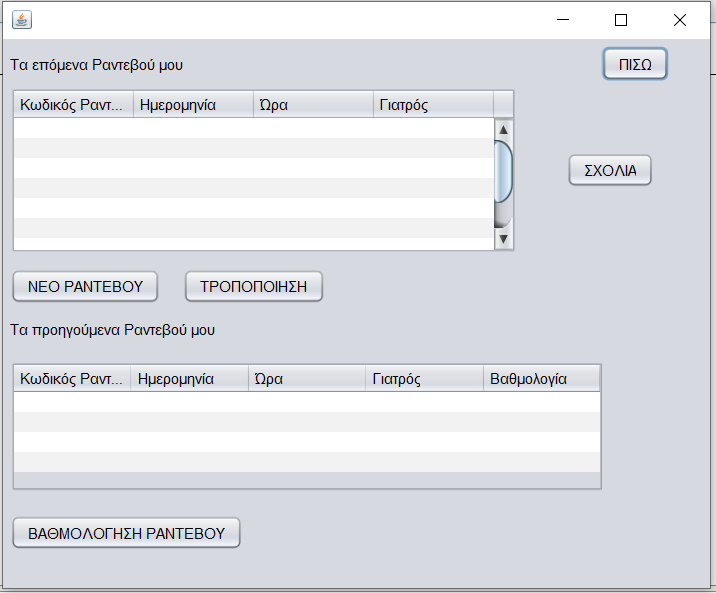 Τα επόμενα Ραντεβού μου
ΠΙΣΩ
Κωδικός Ραντ... Ημερομηνία Ώρα Γιατρός
ΣΧΟΛΙΑ
ΝΕΟ ΡΑΝΤΕΒΟΥ ΤΡΟΠΟΠΟΙΗΣΗ
Τα προηγούμενα Ραντεβού μου
Κωδικός Ραντ... Ημερομηνία Ώρα Γιατρός Βαθμολογία
ΒΑΘΜΟΛΟΓΗΣΗ ΡΑΝΤΕΒΟΥ